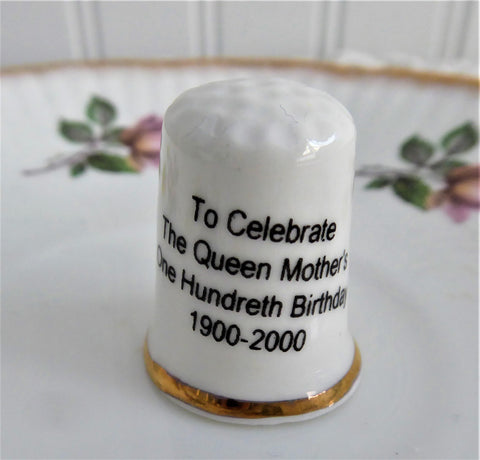 To Celebrate
The Queen Mother's
One Hundreth Birthday
1900-2000